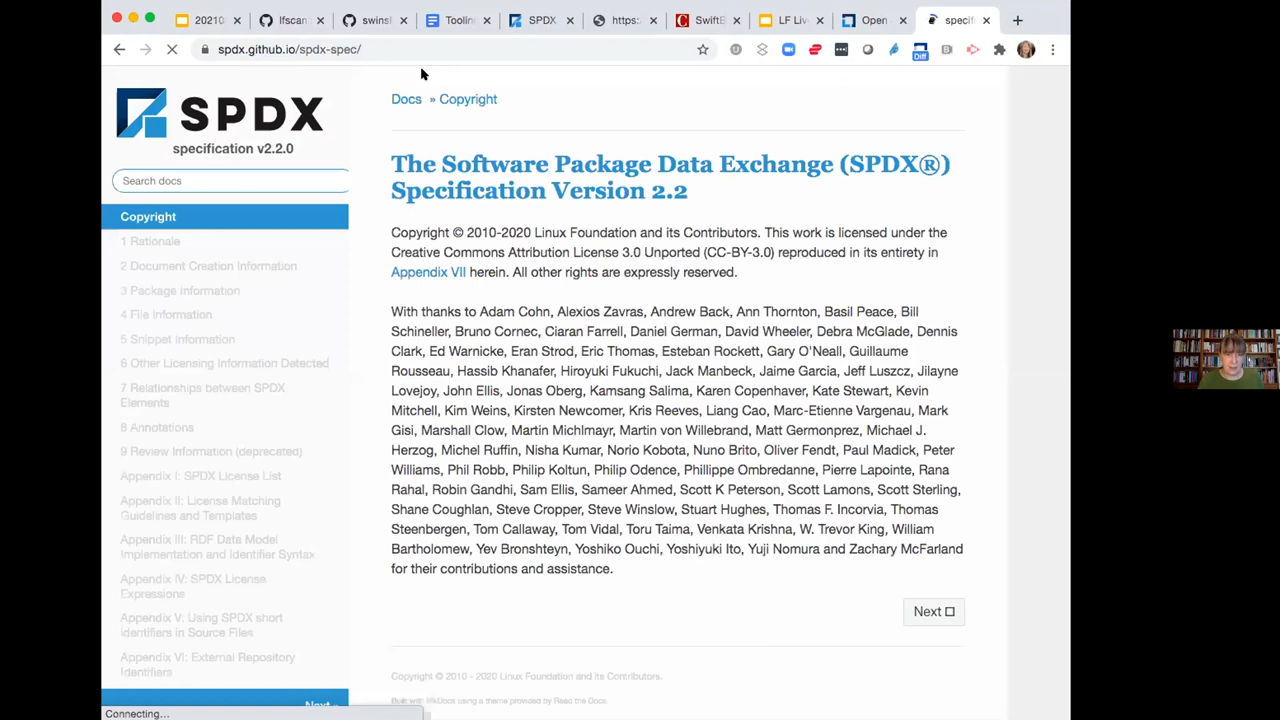 20210
lfscan
swinsl
Toolin
SPDX
https:
SwiftB
LF Liv
Open
specif
spdx.github.io/spdx-spec/
Diff
SPDX
specification v2.2.0
Search docs
Copyright
1 Rationale
2 Document Creation Information
3 Package Information
4 File Information
5 Snippet Information
6 Other Licensing Information Detected
7 Relationships between SPDX
Elements
8 Annotations
9 Review Information (deprecated)
Appendix I: SPDX License List
Appendix II: License Matching
Guidelines and Templates
Appendix III: RDF Data Model
Implementation and Identifier Syntax
Appendix IV: SPDX License
Expressions
Appendix V: Using SPDX short
identifiers in Source Files
Appendix VI: External Repository
Identifiers
Next »
Connecting...
Docs » Copyright
The Software Package Data Exchange (SPDX®)
Specification Version 2.2
Copyright © 2010-2020 Linux Foundation and its Contributors. This work is licensed under the
Creative Commons Attribution License 3.0 Unported (CC-BY-3.0) reproduced in its entirety in
Appendix VII herein. All other rights are expressly reserved.
With thanks to Adam Cohn, Alexios Zavras, Andrew Back, Ann Thornton, Basil Peace, Bill
Schineller, Bruno Cornec, Ciaran Farrell, Daniel German, David Wheeler, Debra McGlade, Dennis
Clark, Ed Warnicke, Eran Strod, Eric Thomas, Esteban Rockett, Gary O'Neall, Guillaume
Rousseau, Hassib Khanafer, Hiroyuki Fukuchi, Jack Manbeck, Jaime Garcia, Jeff Luszcz, Jilayne
Lovejoy, John Ellis, Jonas Oberg, Kamsang Salima, Karen Copenhaver, Kate Stewart, Kevin
Mitchell, Kim Weins, Kirsten Newcomer, Kris Reeves, Liang Cao, Marc-Etienne Vargenau, Mark
Gisi, Marshall Clow, Martin Michlmayr, Martin von Willebrand, Matt Germonprez, Michael J.
Herzog, Michel Ruffin, Nisha Kumar, Norio Kobota, Nuno Brito, Oliver Fendt, Paul Madick, Peter
Williams, Phil Robb, Philip Koltun, Philip Odence, Phillippe Ombredanne, Pierre Lapointe, Rana
Rahal, Robin Gandhi, Sam Ellis, Sameer Ahmed, Scott K Peterson, Scott Lamons, Scott Sterling,
Shane Coughlan, Steve Cropper, Steve Winslow, Stuart Hughes, Thomas F. Incorvia, Thomas
Steenbergen, Tom Callaway, Tom Vidal, Toru Taima, Venkata Krishna, W. Trevor King, William
Bartholomew, Yev Bronshteyn, Yoshiko Ouchi, Yoshiyuki Ito, Yuji Nomura and Zachary McFarland
for their contributions and assistance.
Next
Copyright © 2010 - 2020 Linux Foundation and its Contributors.
Built with MkDocs using a theme provided by Read the Docs.